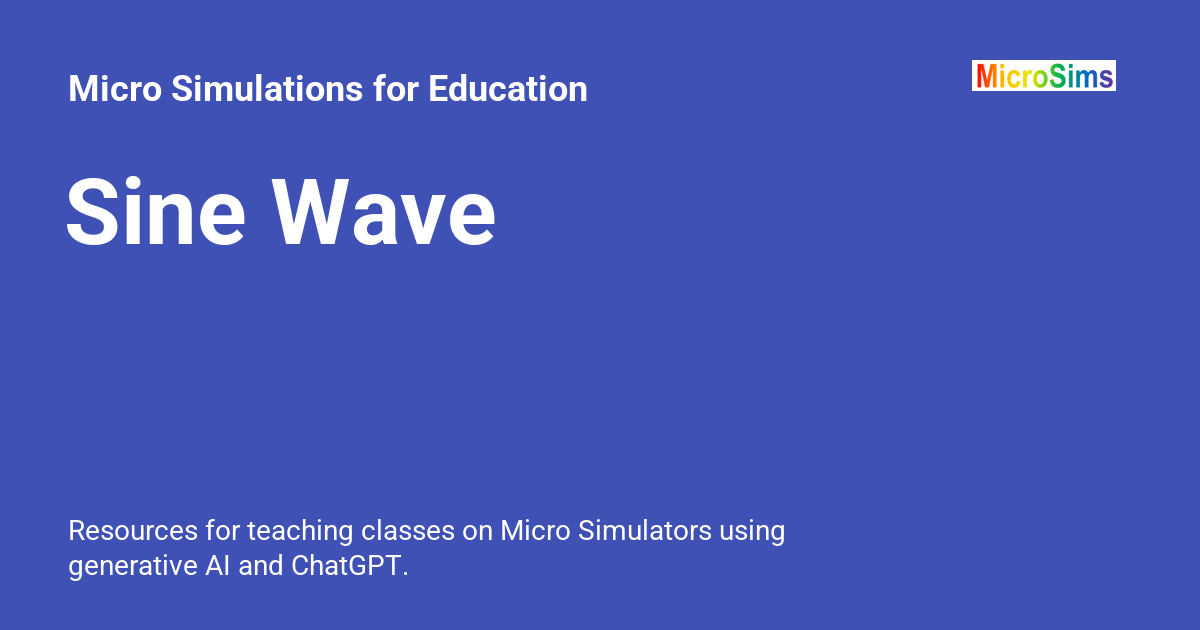 Micro Simulations for Education
MicroSims
Sine Wave
Resources for teaching classes on Micro Simulators using
generative AI and ChatGPT.